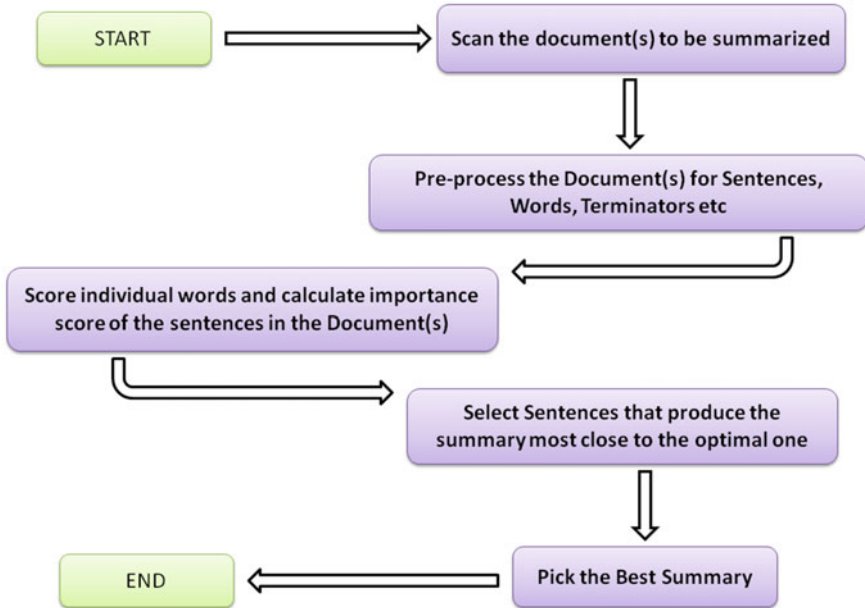 START
Scan the document(s) to be summarized
Pre-process the Document(s) for Sentences,
Words, Terminators etc
Score individual words and calculate importance
score of the sentences in the Document(s)
Select Sentences that produce the
summary most close to the optimal one
Pick the Best Summary
END